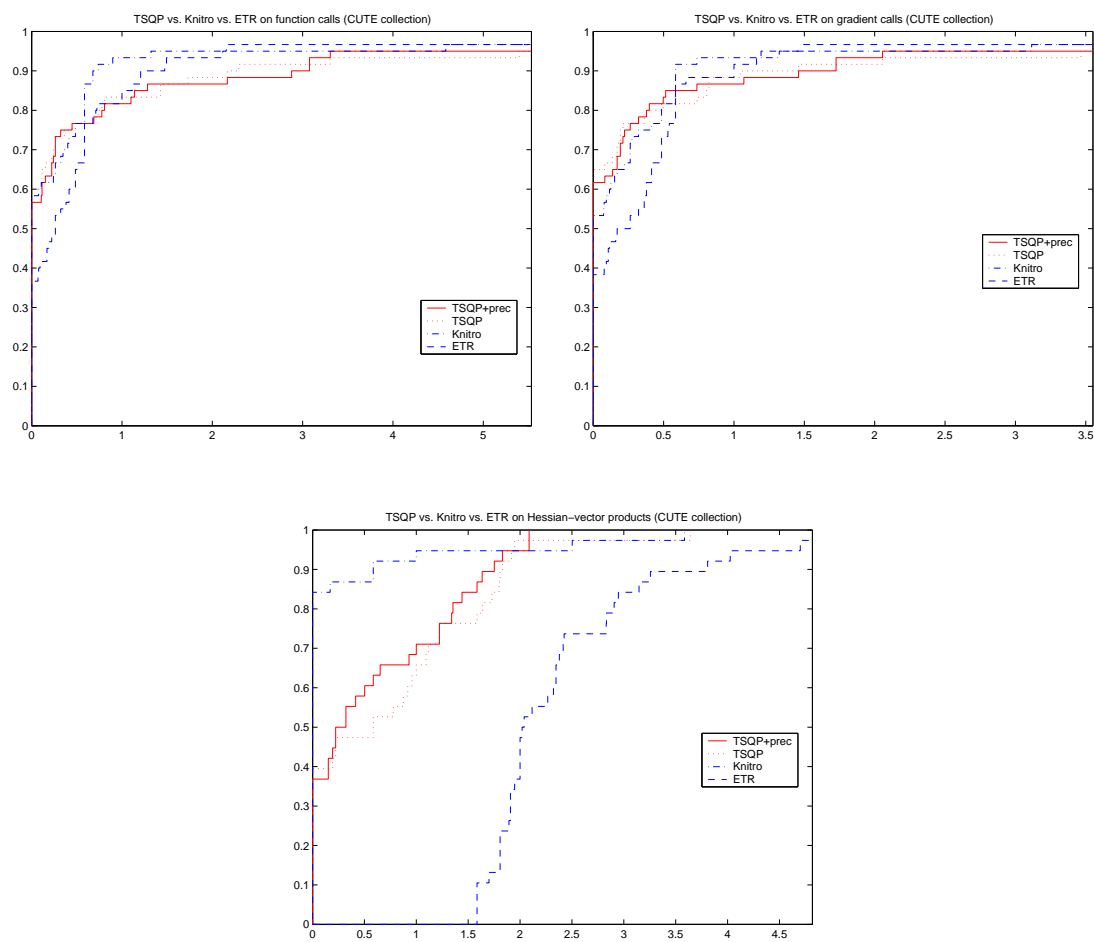 TSQP vs. Knitro vs. ETR on function calls (CUTE collection)
1
0.9
0.8
0.7
0.6
0.5
0.4
0.3
0.2
0.1
0
0 1 2 3 4 5
TSQP+prec
TSQP
Knitro
ETR
TSQP vs. Knitro vs. ETR on gradient calls (CUTE collection)
1
0.9
0.8
0.7
0.6
0.5
0.4
0.3
0.2
0.1
0
0 0.5 1 1.5 2 2.5 3 3.5
TSQP+prec
TSQP
Knitro
ETR
TSQP vs. Knitro vs. ETR on Hessian−vector products (CUTE collection)
1
0.9
0.8
0.7
0.6
0.5
0.4
0.3
0.2
0.1
0
0 0.5 1 1.5 2 2.5 3 3.5 4 4.5
TSQP+prec
TSQP
Knitro
ETR